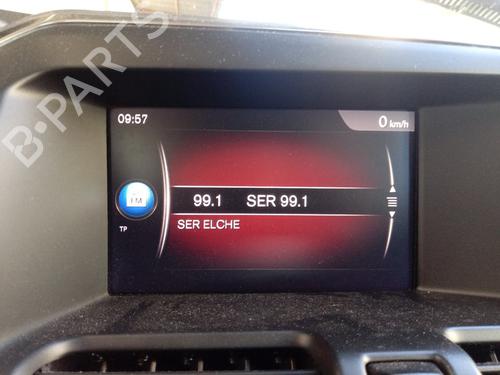 B-PARTS
09:57
0 km/h
99.1 SER 99.1
FM
SER ELCHE
TP